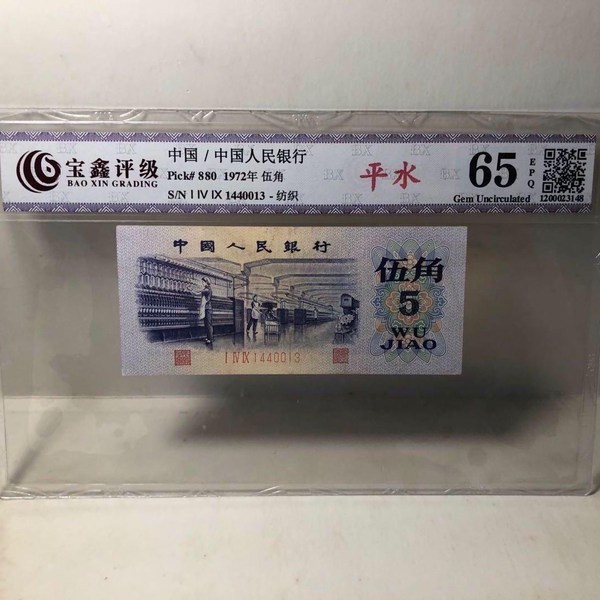 宝鑫评级
BAO XIN GRADING
中国 / 中国人民银行
Pick# 880 1972年 伍角
S/N I IV IX 1440013 - 纺织
平水
65
EPQ
Gem Uncirculated
1200023148
中國人民銀行
伍角
5
WU
JIAO
I IV IX 1440013